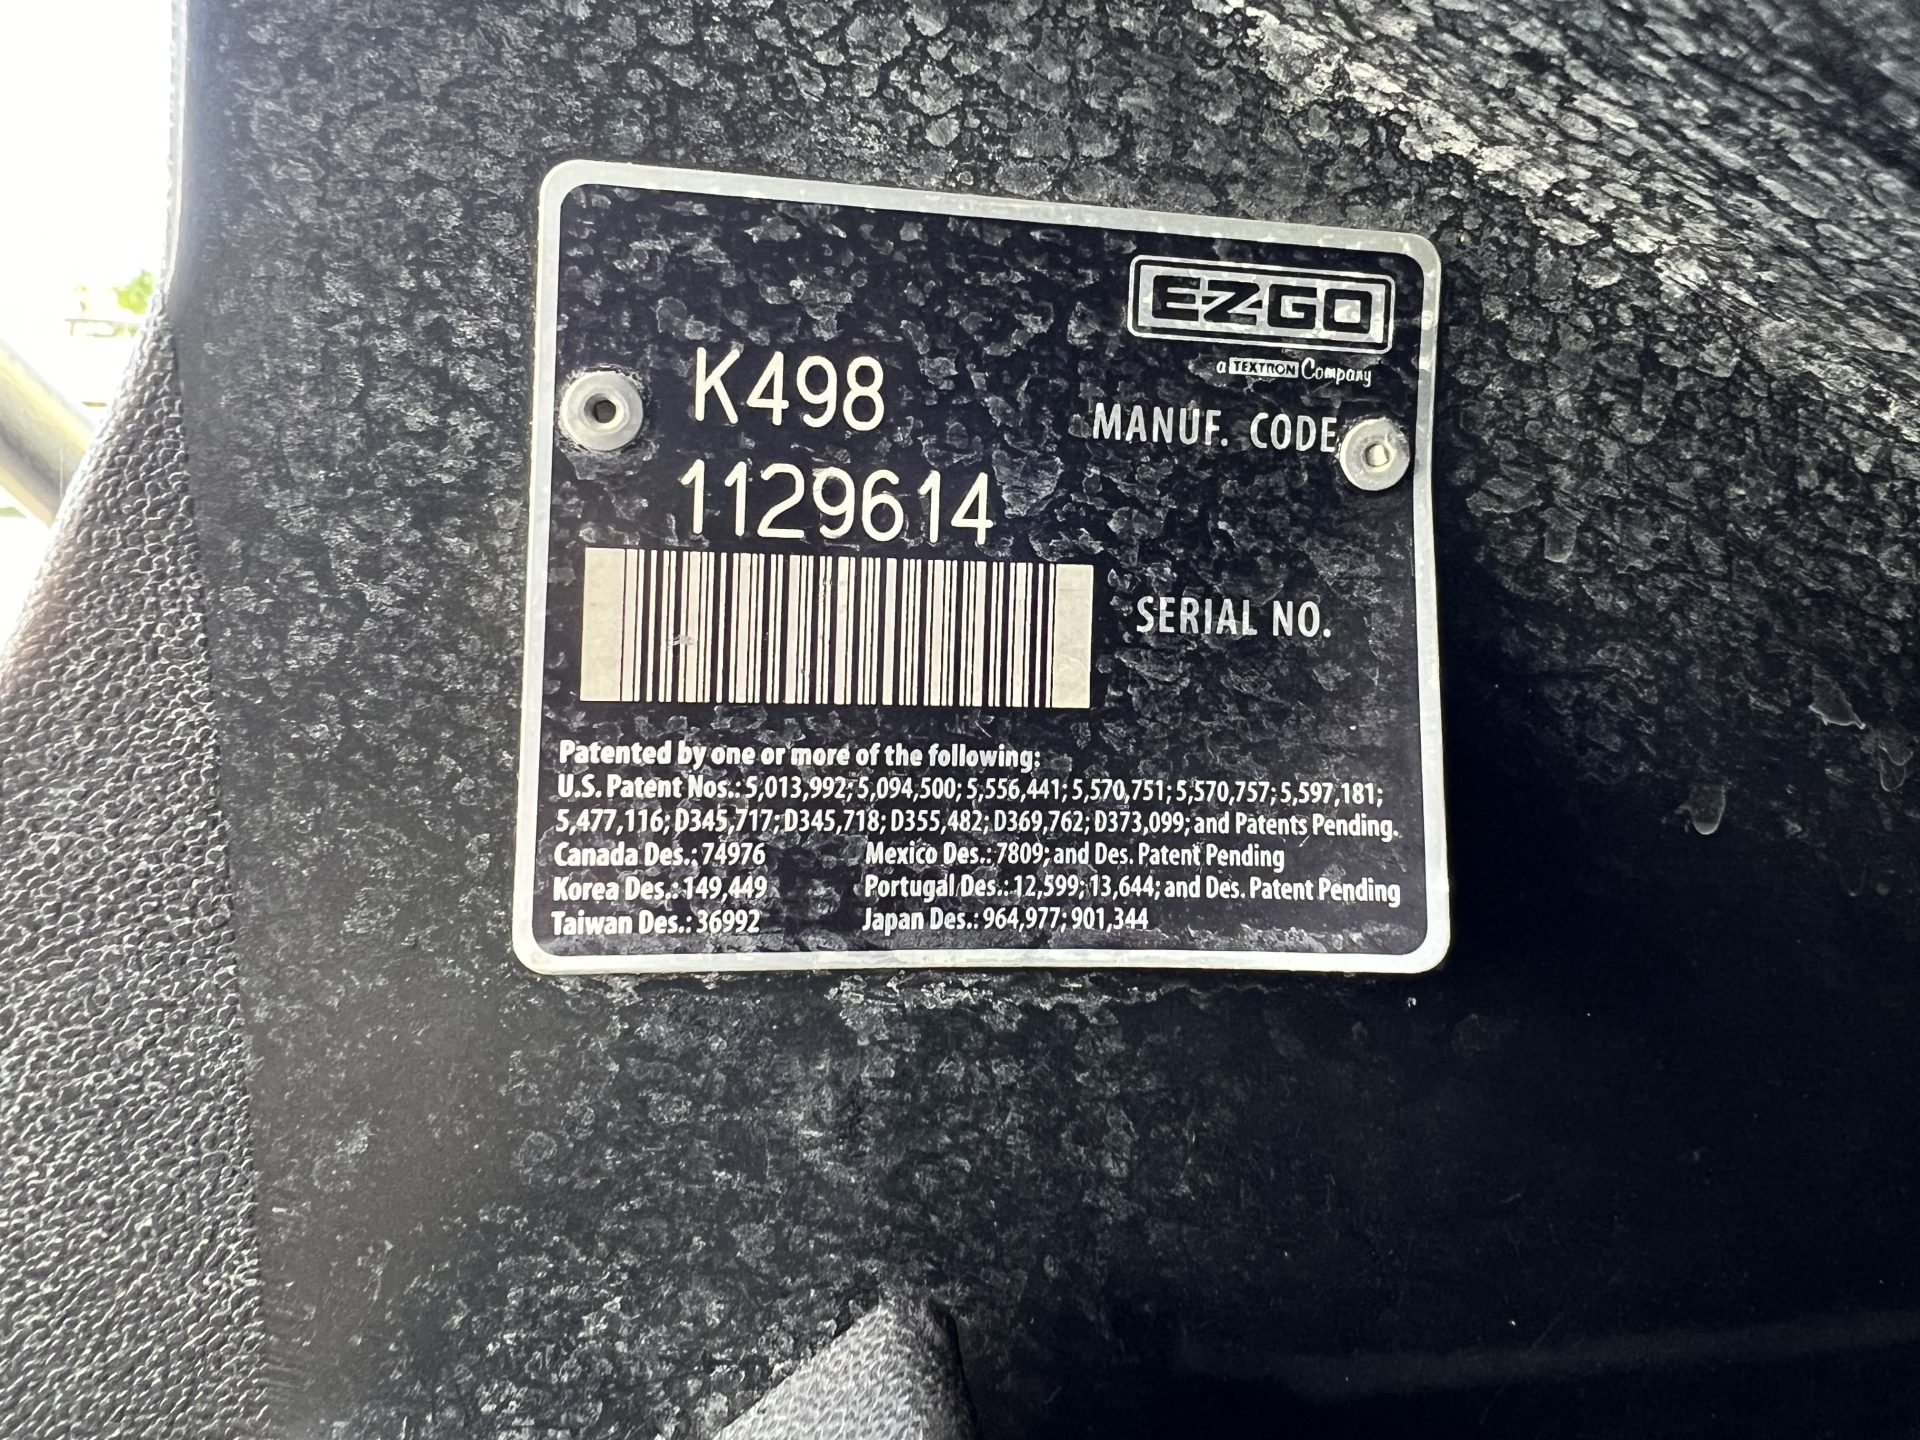 EZGO
a TEXTRON Company
K498
MANUF. CODE
1129614
SERIAL NO.
Patented by one or more of the following:
U.S. Patent Nos.: 5,013,992; 5,094,500; 5,556,441; 5,570,751; 5,570,757; 5,597,181;
5,477,116; D345,717; D345,718; D355,482; D369,762; D373,099; and Patents Pending.
Canada Des.: 74976 Mexico Des.: 7809; and Des. Patent Pending
Korea Des.: 149,449 Portugal Des.: 12,599; 13,644; and Des. Patent Pending
Taiwan Des.: 36992 Japan Des.: 964,977; 901,344